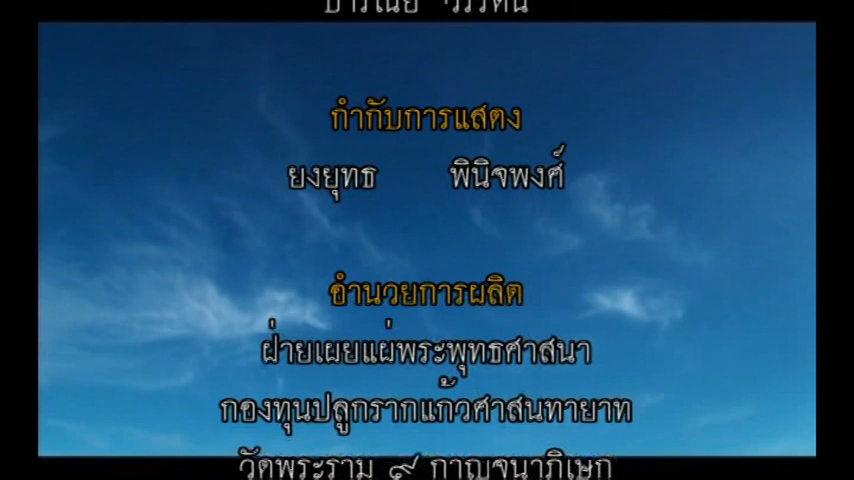 กำกับการแสดง
ยงยุทธ พินิจพงศ์
อำนวยการผลิต
ฝ่ายเผยแผ่พระพุทธศาสนา
กองทุนปลูกรากแก้วศาสนทายาท
วัดพระราม ๙ กาญจนาภิเษก